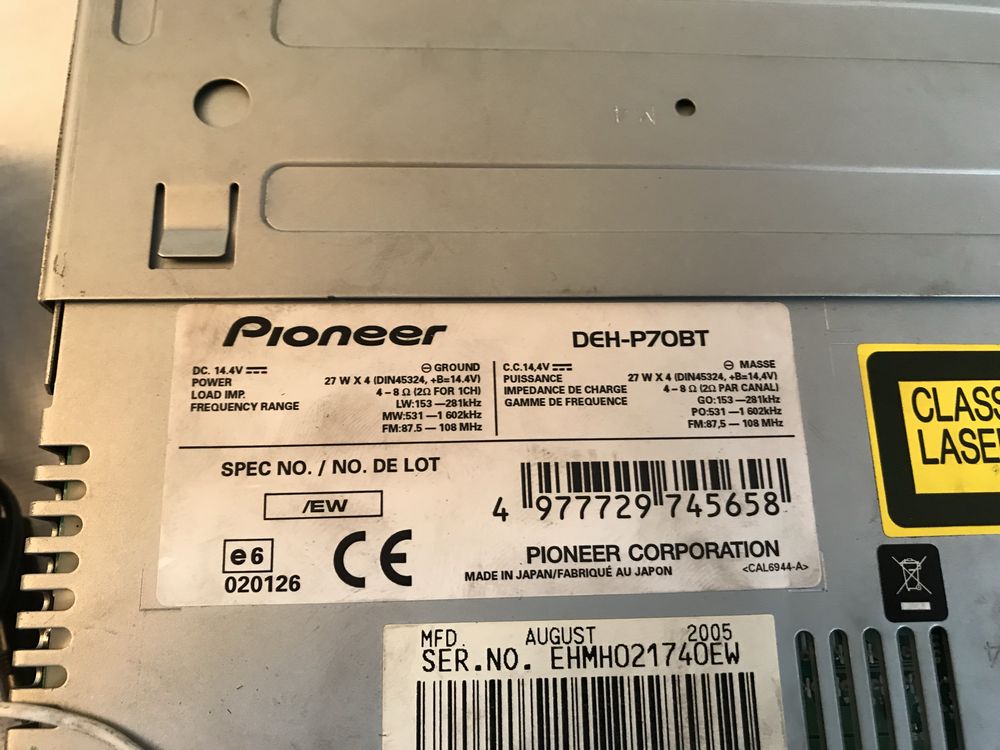 Pioneer
DEH-P70BT
DC. 14.4V ⊖ GROUND
POWER 27 W X 4 (DIN45324, +B=14.4V)
LOAD IMP. 4-8 Ω (2Ω FOR 1CH)
FREQUENCY RANGE LW:153 —281kHz
MW:531 —1 602kHz
FM:87.5 — 108 MHz
C.C.14,4V ⊖ MASSE
PUISSANCE 27 W X 4 (DIN45324, +B=14,4V)
IMPEDANCE DE CHARGE 4-8 Ω (2Ω PAR CANAL)
GAMME DE FREQUENCE GO:153 —281kHz
PO:531 —1 602kHz
FM:87,5 — 108 MHz
SPEC NO. / NO. DE LOT
/EW
4 977729 745658
e6
020126
CE
PIONEER CORPORATION
MADE IN JAPAN/FABRIQUÉ AU JAPON <CAL6944-A>
CLASS
LASE
MFD. AUGUST 2005
SER.NO. EHMH021740EW